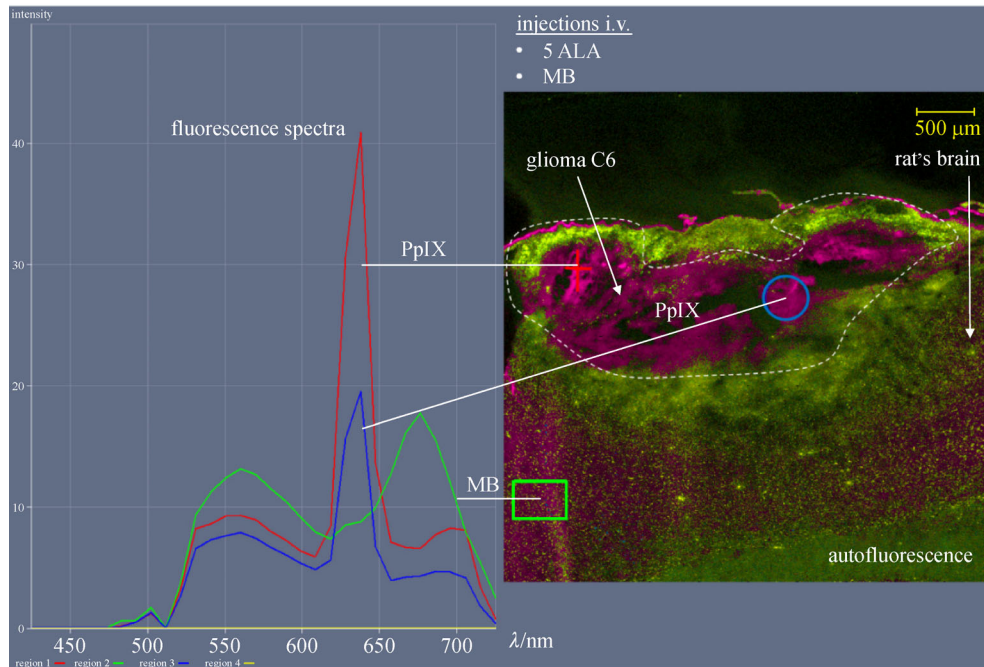 intensity
40
30
20
10
0
450 500 550 600 650 700 λ/nm
region 1 region 2 region 3 region 4
fluorescence spectra
PpIX
PpIX
MB
injections i.v.
• 5 ALA
• MB
500 μm
glioma C6
rat's brain
autofluorescence